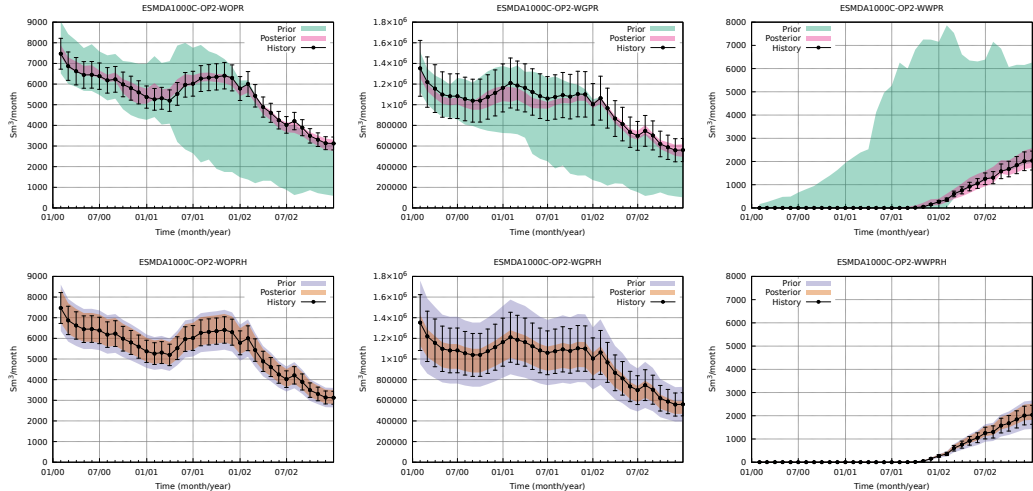 ESMDA1000C-OP2-WOPR
9000
8000
7000
6000
5000
4000
3000
2000
1000
0
Sm³/month
01/00 07/00 01/01 07/01 01/02 07/02
Time (month/year)
Prior
Posterior
History
ESMDA1000C-OP2-WGPR
1.8×10⁶
1.6×10⁶
1.4×10⁶
1.2×10⁶
1×10⁶
800000
600000
400000
200000
0
Sm³/month
01/00 07/00 01/01 07/01 01/02 07/02
Time (month/year)
Prior
Posterior
History
ESMDA1000C-OP2-WWPR
8000
7000
6000
5000
4000
3000
2000
1000
0
Sm³/month
01/00 07/00 01/01 07/01 01/02 07/02
Time (month/year)
Prior
Posterior
History
ESMDA1000C-OP2-WOPRH
9000
8000
7000
6000
5000
4000
3000
2000
1000
0
Sm³/month
01/00 07/00 01/01 07/01 01/02 07/02
Time (month/year)
Prior
Posterior
History
ESMDA1000C-OP2-WGPRH
1.8×10⁶
1.6×10⁶
1.4×10⁶
1.2×10⁶
1×10⁶
800000
600000
400000
200000
0
Sm³/month
01/00 07/00 01/01 07/01 01/02 07/02
Time (month/year)
Prior
Posterior
History
ESMDA1000C-OP2-WWPRH
8000
7000
6000
5000
4000
3000
2000
1000
0
Sm³/month
01/00 07/00 01/01 07/01 01/02 07/02
Time (month/year)
Prior
Posterior
History